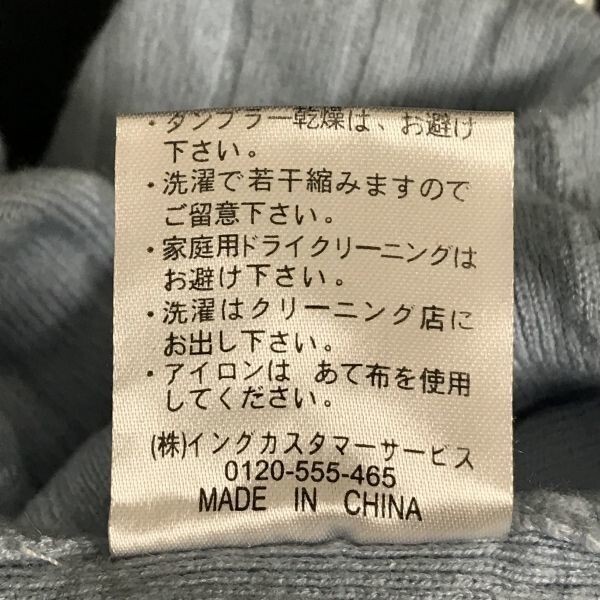 ・タンブラー乾燥は、お避け
下さい。
・洗濯で若干縮みますので
ご留意下さい。
・家庭用ドライクリーニングは
お避け下さい。
・洗濯はクリーニング店に
お出し下さい。
・アイロンは あて布を使用
してください。
(株)イングカスタマーサービス
0120-555-465
MADE IN CHINA